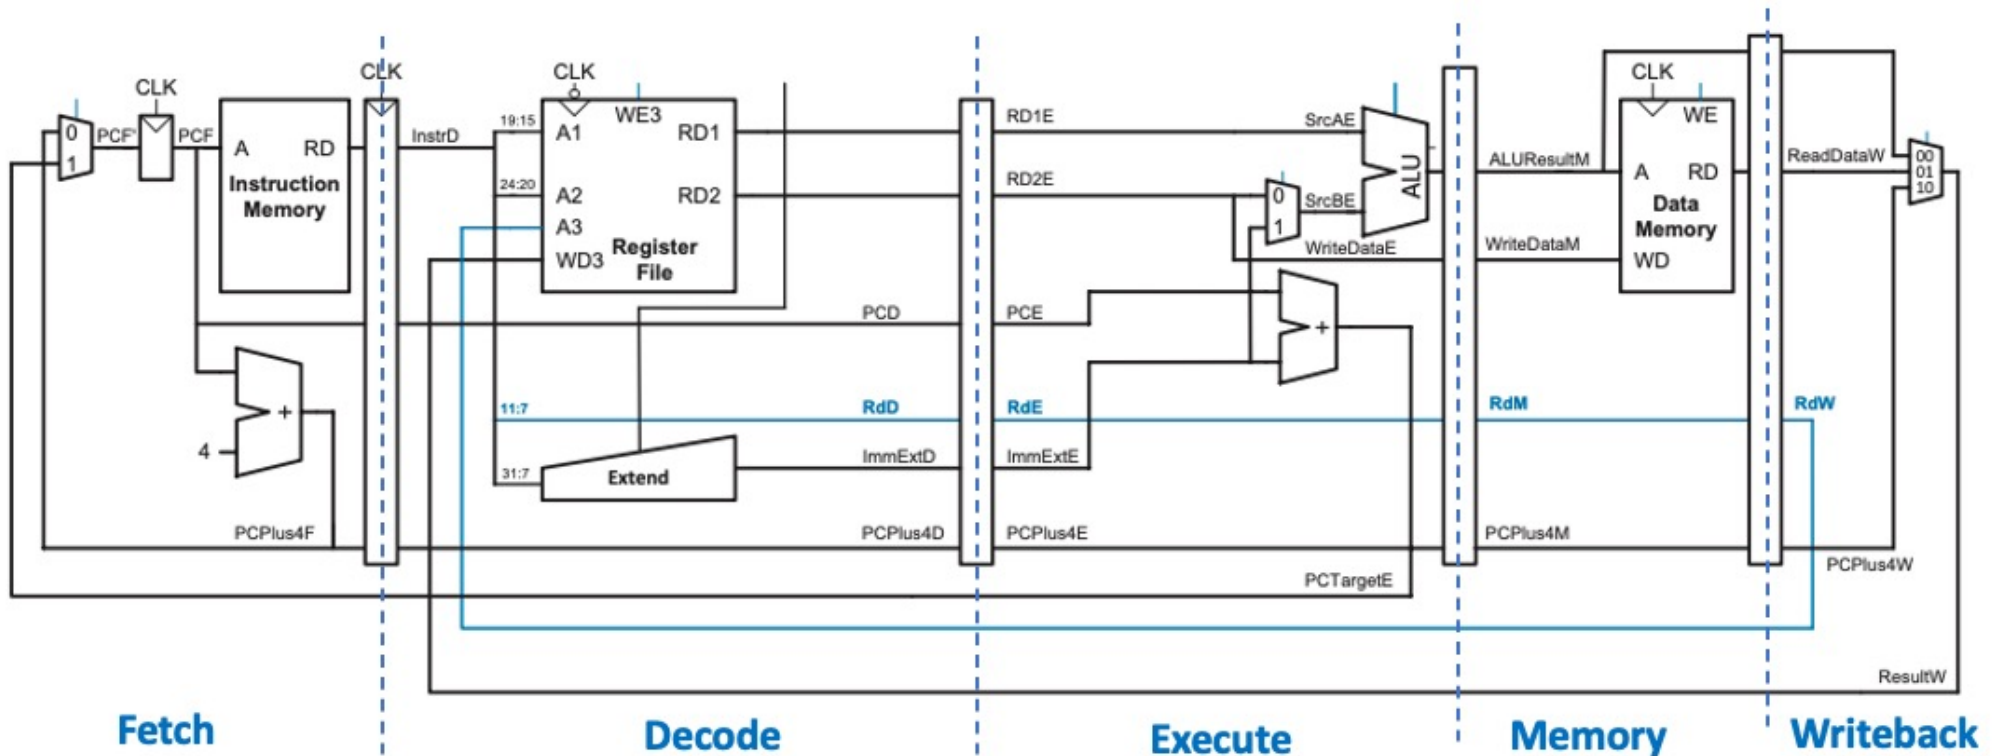 CLK
0
1
PCF'
PCF
A
RD
Instruction
Memory
4
+
PCPlus4F
CLK
InstrD
CLK
19:15
A1
WE3
RD1
24:20
A2
RD2
A3
WD3
Register
File
PCD
11:7
RdD
31:7
Extend
ImmExtD
PCPlus4D
RD1E
SrcAE
RD2E
0
1
SrcBE
ALU
WriteDataE
PCE
+
RdE
ImmExtE
PCPlus4E
PCTargetE
ALUResultM
WriteDataM
CLK
WE
A
RD
Data
Memory
WD
RdM
PCPlus4M
ReadDataW
00
01
10
RdW
PCPlus4W
ResultW
Fetch
Decode
Execute
Memory
Writeback